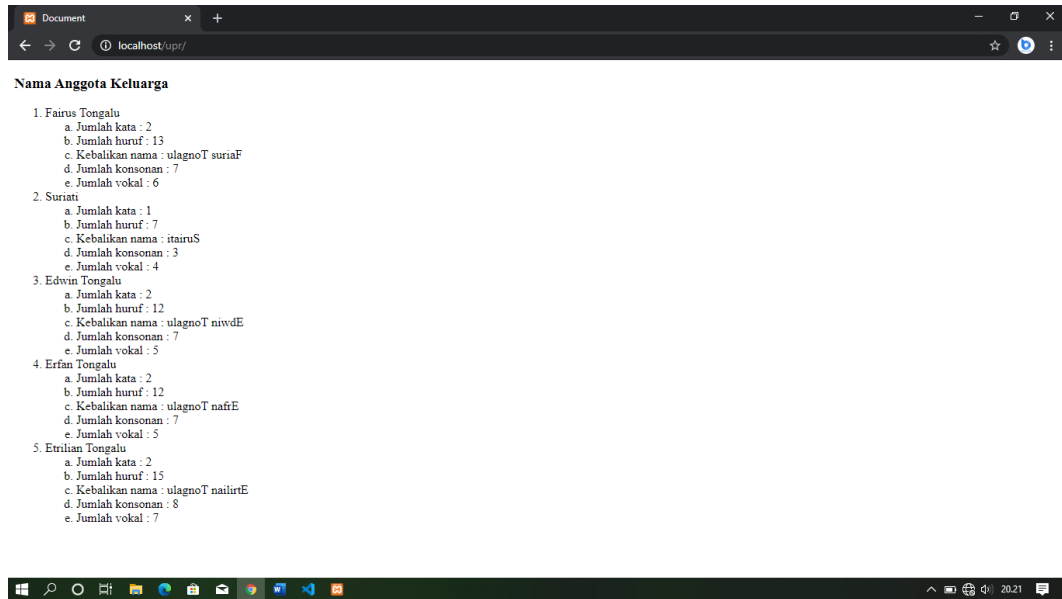 Document
localhost/upr/
Nama Anggota Keluarga
1. Fairus Tongalu
a. Jumlah kata : 2
b. Jumlah huruf : 13
c. Kebalikan nama : ulagnoT suriaF
d. Jumlah konsonan : 7
e. Jumlah vokal : 6
2. Suriati
a. Jumlah kata : 1
b. Jumlah huruf : 7
c. Kebalikan nama : itairuS
d. Jumlah konsonan : 3
e. Jumlah vokal : 4
3. Edwin Tongalu
a. Jumlah kata : 2
b. Jumlah huruf : 12
c. Kebalikan nama : ulagnoT niwdE
d. Jumlah konsonan : 7
e. Jumlah vokal : 5
4. Erfan Tongalu
a. Jumlah kata : 2
b. Jumlah huruf : 12
c. Kebalikan nama : ulagnoT nafrE
d. Jumlah konsonan : 7
e. Jumlah vokal : 5
5. Etrilian Tongalu
a. Jumlah kata : 2
b. Jumlah huruf : 15
c. Kebalikan nama : ulagnoT nailirtE
d. Jumlah konsonan : 8
e. Jumlah vokal : 7
20.21